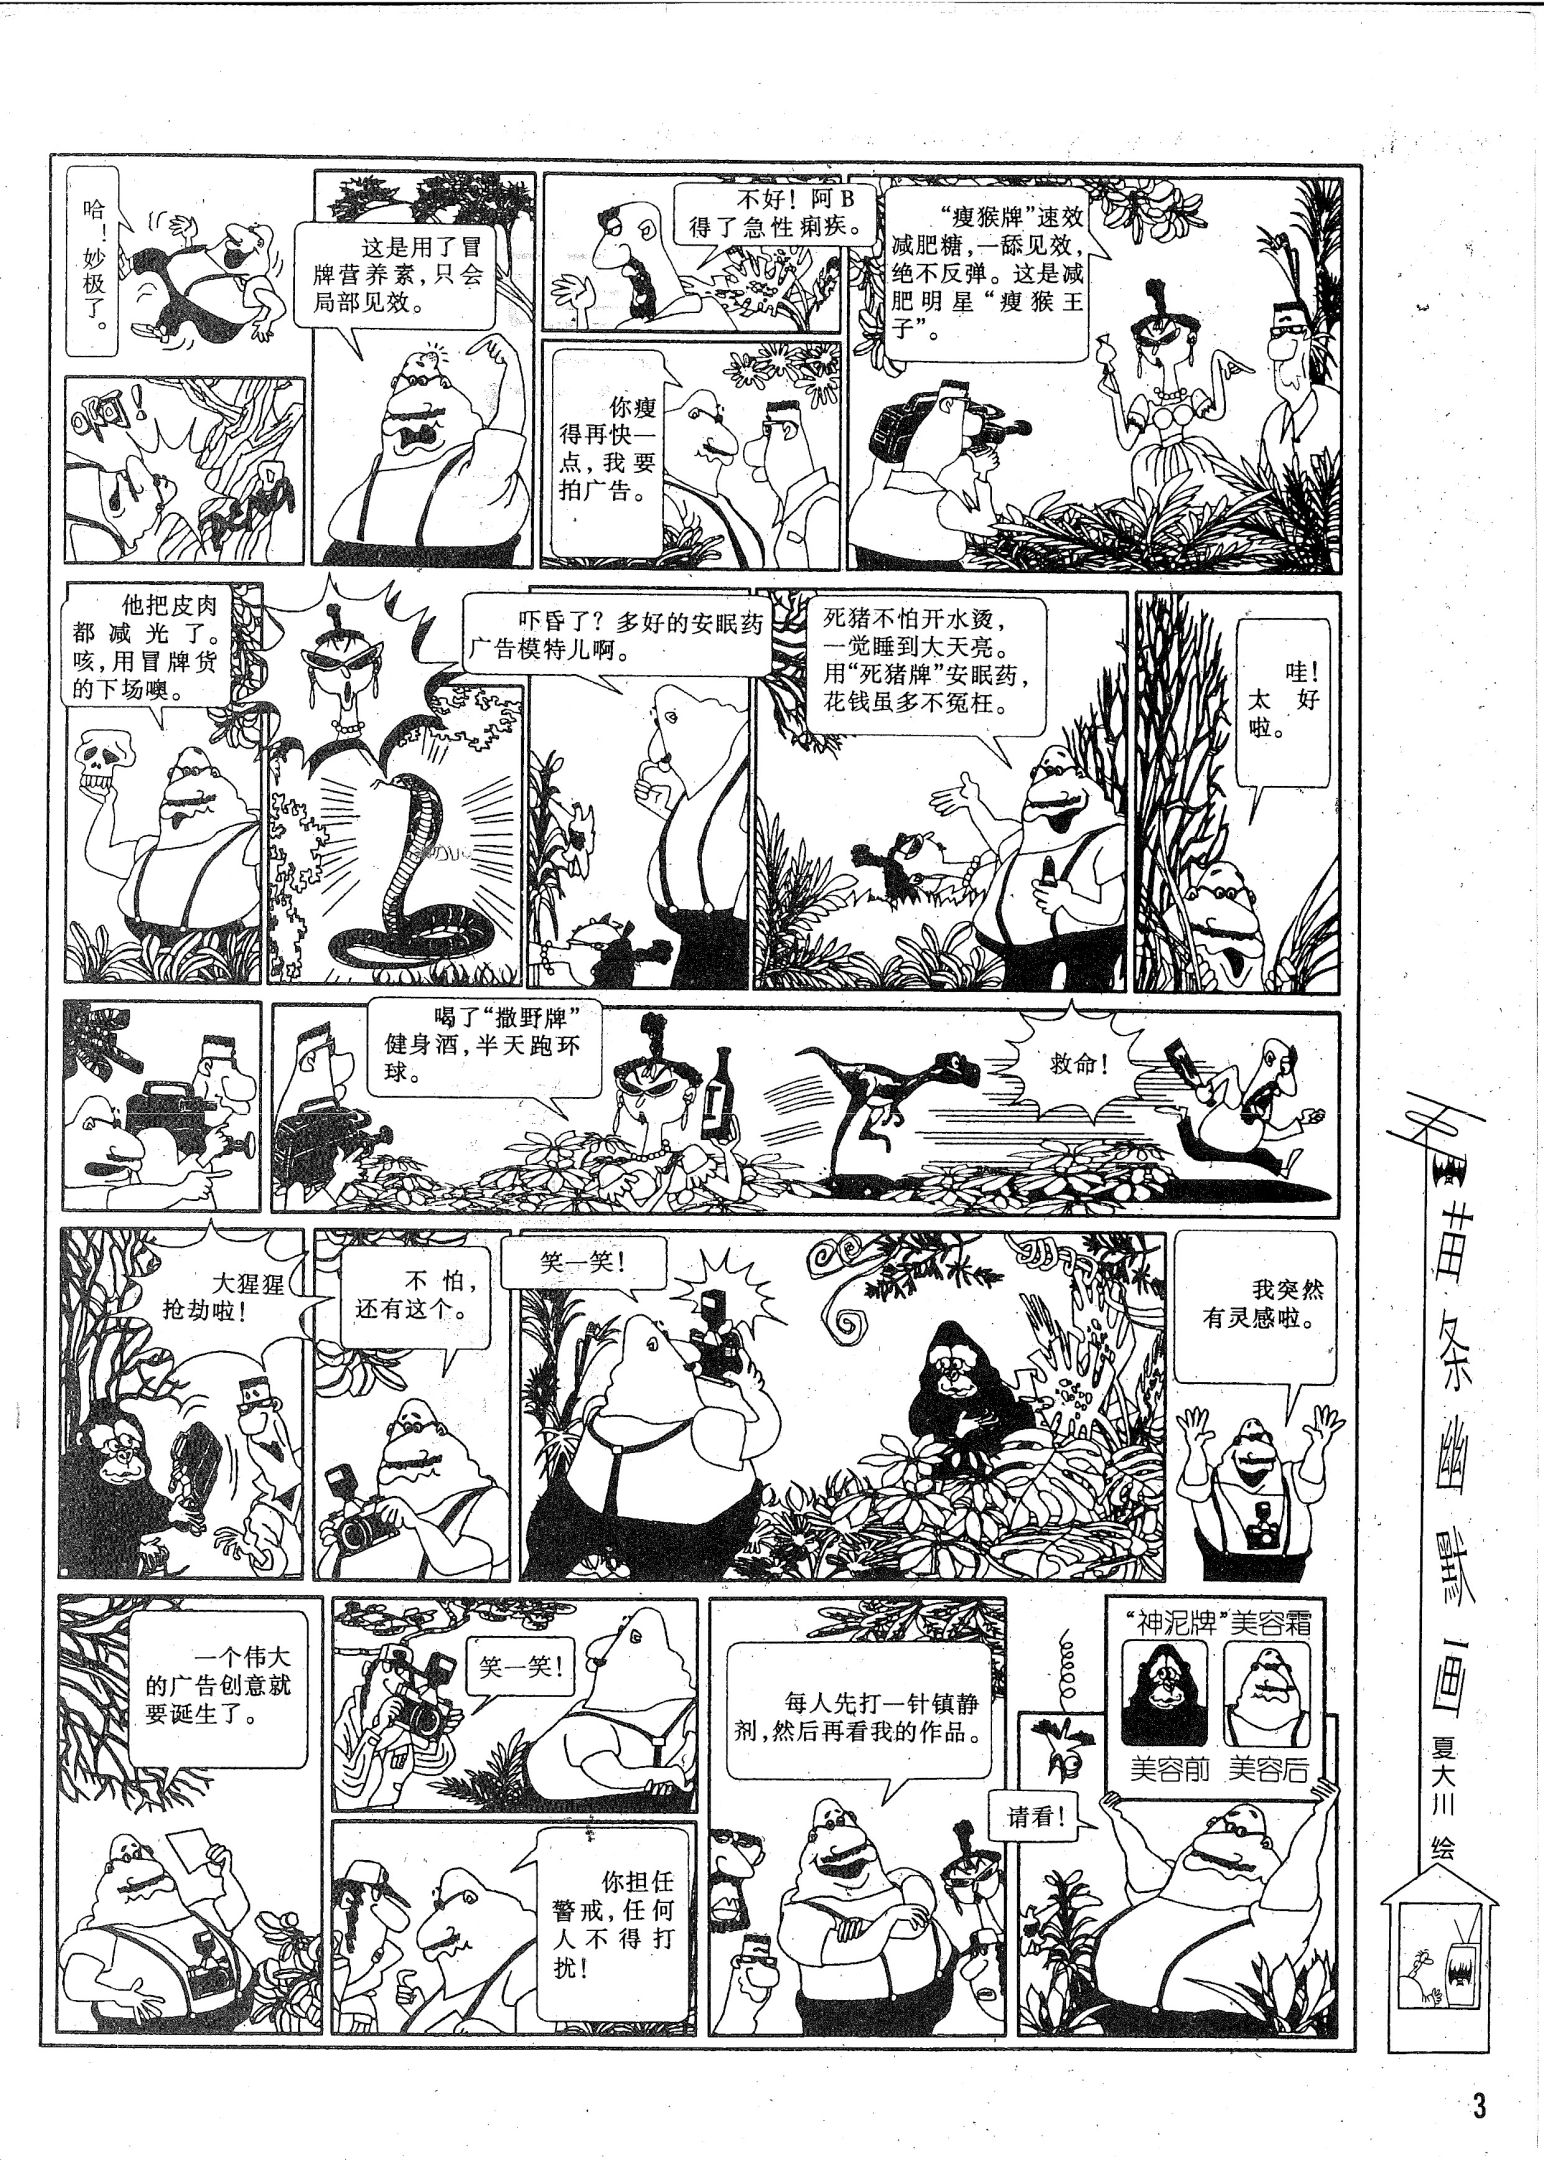 哈！妙极了。
啊！
这是用了冒
牌营养素，只会
局部见效。
不好！阿B
得了急性痢疾。
你瘦
得再快一
点，我要
拍广告。
“瘦猴牌”速效
减肥糖，一舔见效，
绝不反弹。这是减
肥明星“瘦猴王
子”。
他把皮肉
都减光了。
咳，用冒牌货
的下场噢。
吓昏了？多好的安眠药
广告模特儿啊。
死猪不怕开水烫，
一觉睡到大天亮。
用“死猪牌”安眠药，
花钱虽多不冤枉。
哇！
太好
啦。
喝了“撒野牌”
健身酒，半天跑环
球。
救命！
大猩猩
抢劫啦！
不怕，
还有这个。
笑一笑！
我突然
有灵感啦。
一个伟大
的广告创意就
要诞生了。
笑一笑！
你担任
警戒，任何
人不得打
扰！
每人先打一针镇静
剂，然后再看我的作品。
“神泥牌”美容霜
美容前 美容后
请看！
苗条幽默画
夏大川 绘
3